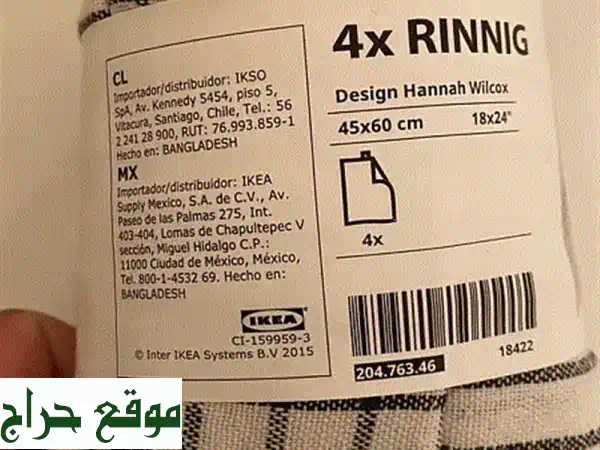 CL
Importador/distribuidor: IKSO
SpA, Av. Kennedy 5454, piso 5,
Vitacura, Santiago, Chile, Tel.: 56
2 241 28 900, RUT: 76.993.859-1
Hecho en: BANGLADESH
MX
Importador/distribuidor: IKEA
Supply Mexico, S.A. de C.V., Av.
Paseo de las Palmas 275, Int.
403-404, Lomas de Chapultepec V
sección, Miguel Hidalgo C.P.:
11000 Ciudad de México, México,
Tel. 800-1-4532 69. Hecho en:
BANGLADESH
IKEA
CI-159959-3
© Inter IKEA Systems B.V 2015
4x RINNIG
Design Hannah Wilcox
45x60 cm 18x24"
4x
204.763.46 18422
موقع حراج